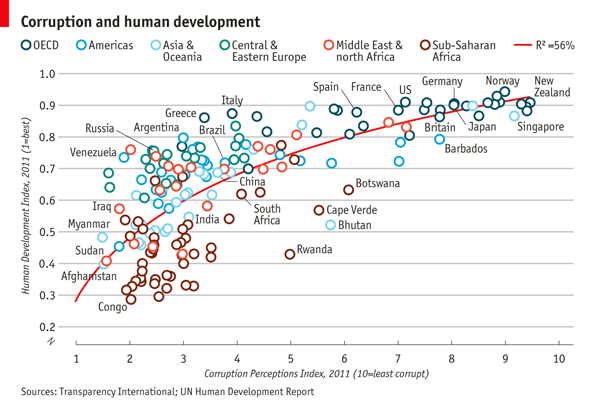 Corruption and human development
OECD
Americas
Asia &
Oceania
Central &
Eastern Europe
Middle East &
north Africa
Sub-Saharan
Africa
R² =56%
Human Development Index, 2011 (1=best)
1.0
0.9
0.8
0.7
0.6
0.5
0.4
0.3
0.2
Norway
New
Zealand
Germany
US
France
Spain
Italy
Greece
Argentina
Russia
Brazil
Venezuela
Singapore
Japan
Britain
Barbados
China
Botswana
Iraq
India
South
Africa
Cape Verde
Bhutan
Myanmar
Sudan
Rwanda
Afghanistan
Congo
1
2
3
4
5
6
7
8
9
10
Corruption Perceptions Index, 2011 (10=least corrupt)
Sources: Transparency International; UN Human Development Report